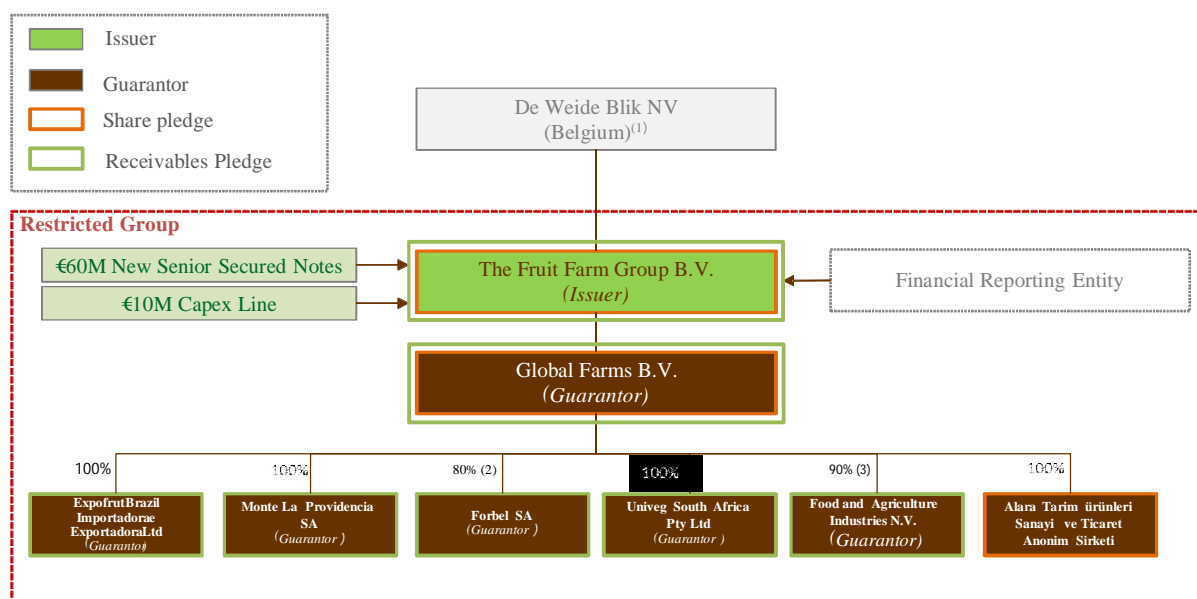 Issuer
Guarantor
Share pledge
Receivables Pledge
De Weide Blik NV
(Belgium)(1)
Restricted Group
€60M New Senior Secured Notes
€10M Capex Line
The Fruit Farm Group B.V.
(Issuer)
Financial Reporting Entity
Global Farms B.V.
(Guarantor)
100%
100%
80% (2)
100%
90% (3)
100%
ExpofrutBrazil
Importadorae
ExportadoraLtd
(Guarantor)
Monte La Providencia
SA
(Guarantor )
Forbel SA
(Guarantor )
Univeg South Africa
Pty Ltd
(Guarantor )
Food and Agriculture
Industries N.V.
(Guarantor)
Alara Tarim ürünleri
Sanayi ve Ticaret
Anonim Sirketi